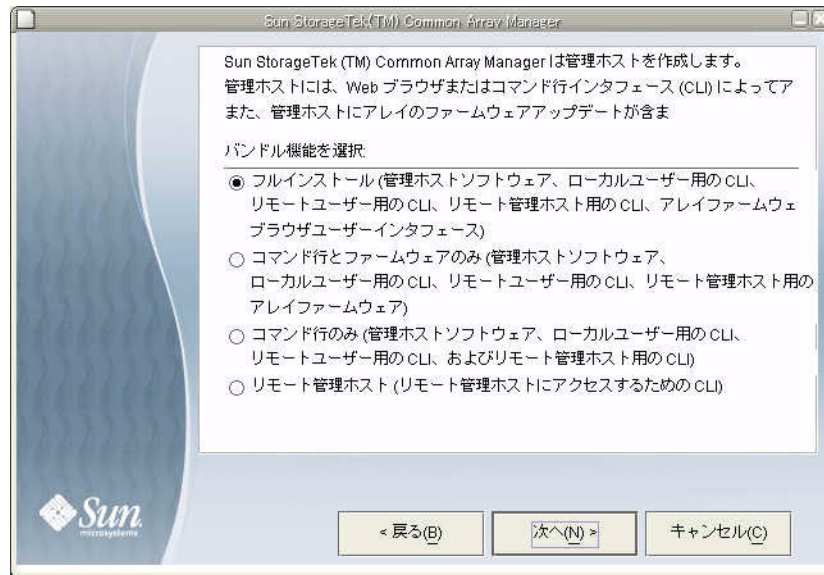 Sun StorageTek(TM) Common Array Manager
Sun StorageTek (TM) Common Array Manager は管理ホストを作成します。
管理ホストには、Web ブラウザまたはコマンド行インタフェース (CLI) によってア
また、管理ホストにアレイのファームウェアアップデートが含ま
バンドル機能を選択:
フルインストール (管理ホストソフトウェア、ローカルユーザー用の CLI、
リモートユーザー用の CLI、リモート管理ホスト用の CLI、アレイファームウェ
ブラウザユーザーインタフェース)
コマンド行とファームウェアのみ (管理ホストソフトウェア、
ローカルユーザー用の CLI、リモートユーザー用の CLI、リモート管理ホスト用の
アレイファームウェア)
コマンド行のみ (管理ホストソフトウェア、ローカルユーザー用の CLI、
リモートユーザー用の CLI、およびリモート管理ホスト用の CLI)
リモート管理ホスト (リモート管理ホストにアクセスするための CLI)
Sun
microsystems
< 戻る(B)
次へ(N) >
キャンセル(C)